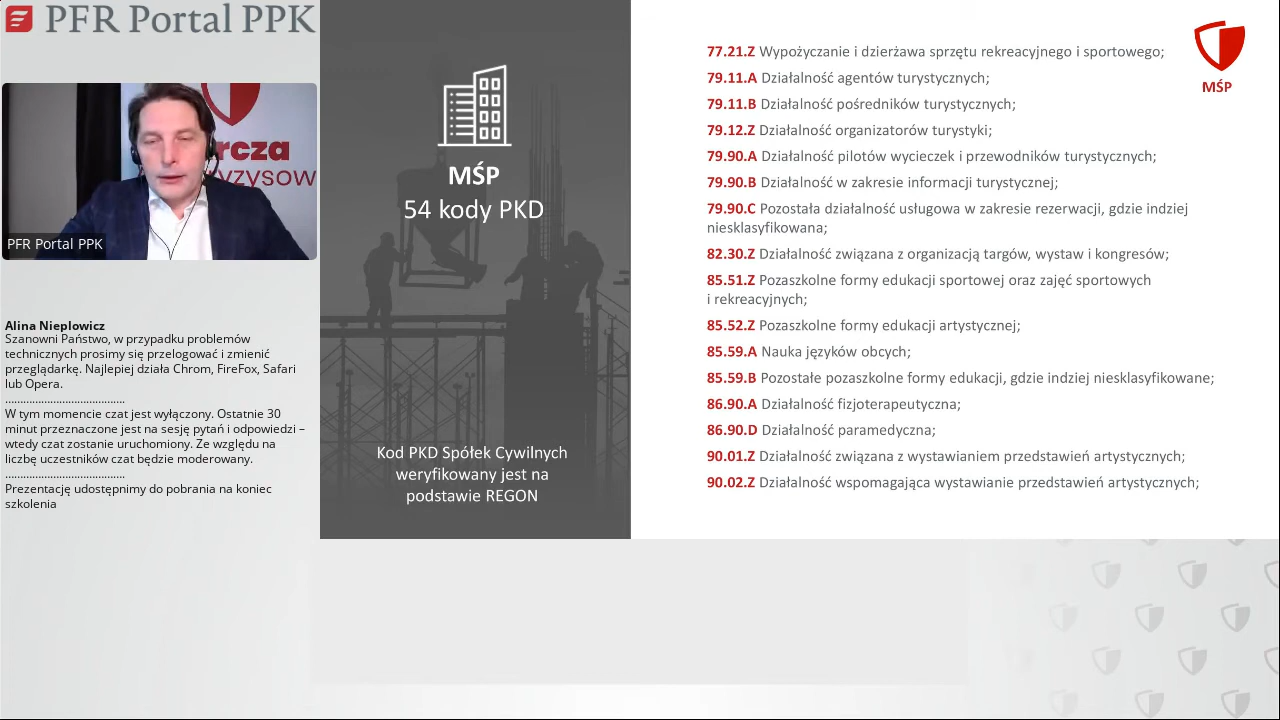 PFR Portal PPK
rcza
yzysow
PFR Portal PPK
Alina Nieplowicz
Szanowni Państwo, w przypadku problemów
technicznych prosimy się przelogować i zmienić
przeglądarkę. Najlepiej działa Chrom, FireFox, Safari
lub Opera.
........................................
W tym momencie czat jest wyłączony. Ostatnie 30
minut przeznaczone jest na sesję pytań i odpowiedzi –
wtedy czat zostanie uruchomiony. Ze względu na
liczbę uczestników czat będzie moderowany.
........................................
Prezentację udostępnimy do pobrania na koniec
szkolenia
MŚP
54 kody PKD
Kod PKD Spółek Cywilnych
weryfikowany jest na
podstawie REGON
77.21.Z Wypożyczanie i dzierżawa sprzętu rekreacyjnego i sportowego;
79.11.A Działalność agentów turystycznych;
79.11.B Działalność pośredników turystycznych;
79.12.Z Działalność organizatorów turystyki;
79.90.A Działalność pilotów wycieczek i przewodników turystycznych;
79.90.B Działalność w zakresie informacji turystycznej;
79.90.C Pozostała działalność usługowa w zakresie rezerwacji, gdzie indziej
niesklasyfikowana;
82.30.Z Działalność związana z organizacją targów, wystaw i kongresów;
85.51.Z Pozaszkolne formy edukacji sportowej oraz zajęć sportowych
i rekreacyjnych;
85.52.Z Pozaszkolne formy edukacji artystycznej;
85.59.A Nauka języków obcych;
85.59.B Pozostałe pozaszkolne formy edukacji, gdzie indziej niesklasyfikowane;
86.90.A Działalność fizjoterapeutyczna;
86.90.D Działalność paramedyczna;
90.01.Z Działalność związana z wystawianiem przedstawień artystycznych;
90.02.Z Działalność wspomagająca wystawianie przedstawień artystycznych;
MŚP